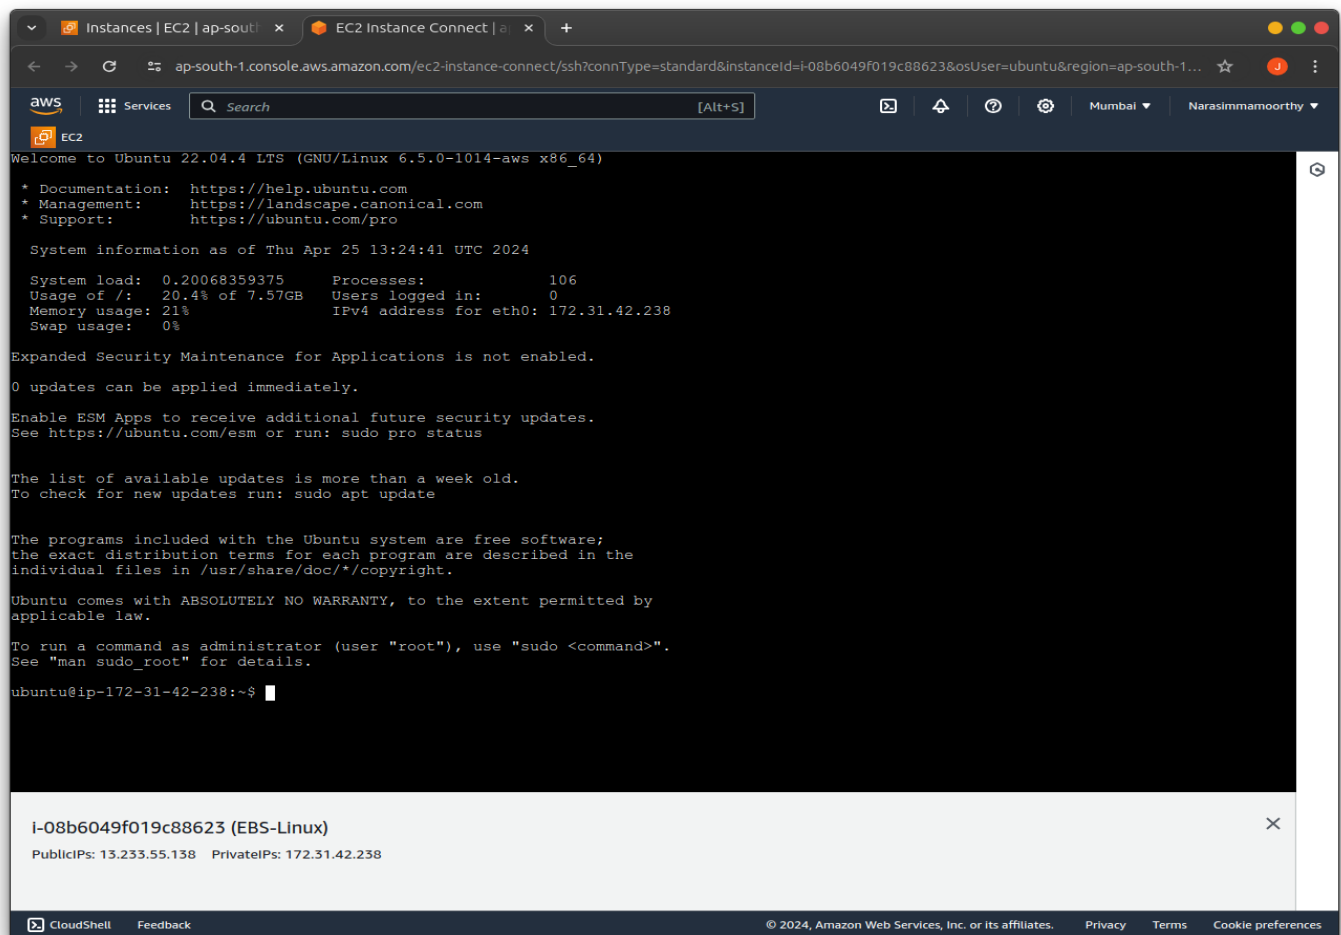 Instances | EC2 | ap-sout
EC2 Instance Connect | a
ap-south-1.console.aws.amazon.com/ec2-instance-connect/ssh?connType=standard&instanceId=i-08b6049f019c88623&osUser=ubuntu&region=ap-south-1...
J
aws Services Search [Alt+S] Mumbai Narasimmamoorthy
EC2
Welcome to Ubuntu 22.04.4 LTS (GNU/Linux 6.5.0-1014-aws x86_64)
* Documentation: https://help.ubuntu.com
* Management: https://landscape.canonical.com
* Support: https://ubuntu.com/pro
System information as of Thu Apr 25 13:24:41 UTC 2024
System load: 0.20068359375 Processes: 106
Usage of /: 20.4% of 7.57GB Users logged in: 0
Memory usage: 21% IPv4 address for eth0: 172.31.42.238
Swap usage: 0%
Expanded Security Maintenance for Applications is not enabled.
0 updates can be applied immediately.
Enable ESM Apps to receive additional future security updates.
See https://ubuntu.com/esm or run: sudo pro status
The list of available updates is more than a week old.
To check for new updates run: sudo apt update
The programs included with the Ubuntu system are free software;
the exact distribution terms for each program are described in the
individual files in /usr/share/doc/*/copyright.
Ubuntu comes with ABSOLUTELY NO WARRANTY, to the extent permitted by
applicable law.
To run a command as administrator (user "root"), use "sudo <command>".
See "man sudo_root" for details.
ubuntu@ip-172-31-42-238:~$
i-08b6049f019c88623 (EBS-Linux)
PublicIPs: 13.233.55.138 PrivateIPs: 172.31.42.238
CloudShell Feedback © 2024, Amazon Web Services, Inc. or its affiliates. Privacy Terms Cookie preferences